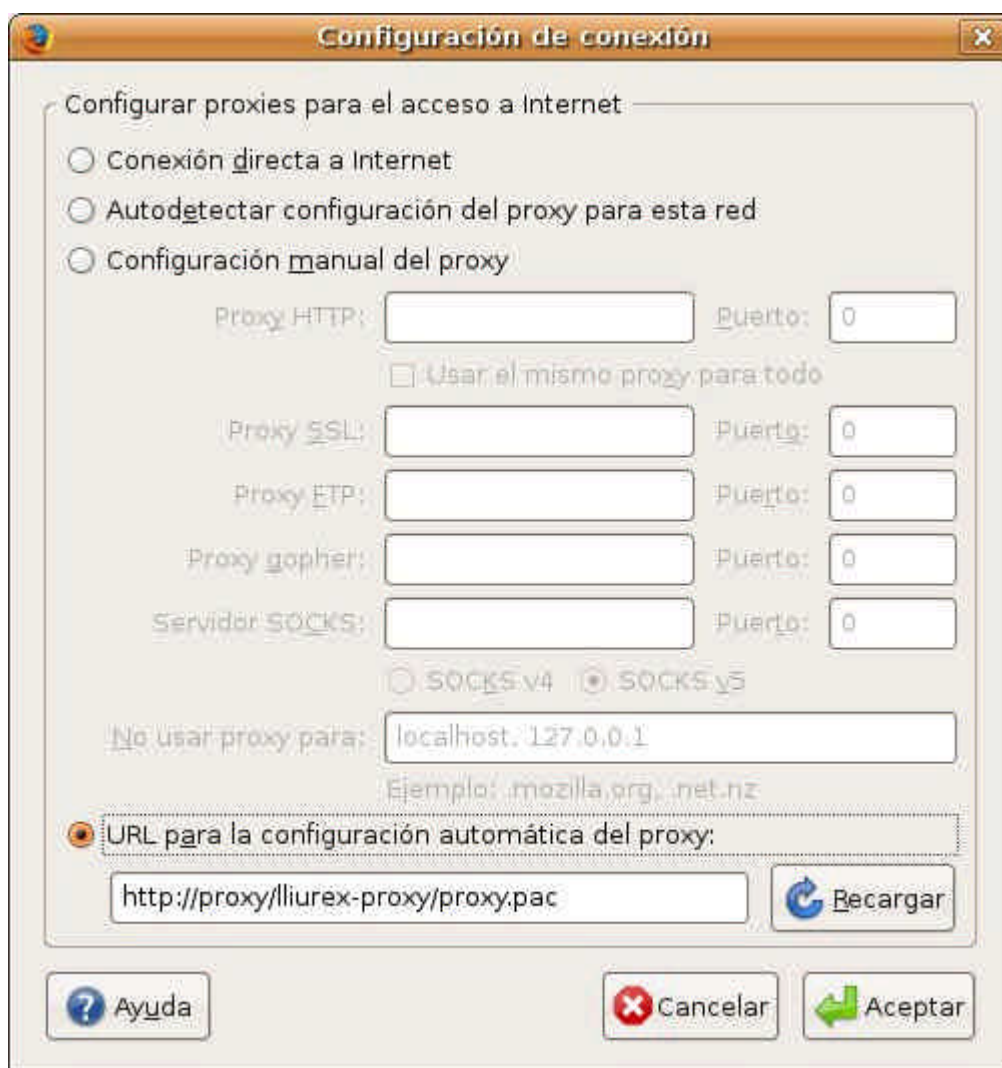 Configuración de conexión
Configurar proxies para el acceso a Internet
Conexión directa a Internet
Autodetectar configuración del proxy para esta red
Configuración manual del proxy
Proxy HTTP: Puerto: 0
Usar el mismo proxy para todo
Proxy SSL: Puerto: 0
Proxy FTP: Puerto: 0
Proxy gopher: Puerto: 0
Servidor SOCKS: Puerto: 0
SOCKS v4 SOCKS v5
No usar proxy para: localhost, 127.0.0.1
Ejemplo: .mozilla.org, .net.nz
URL para la configuración automática del proxy:
http://proxy/lliurex-proxy/proxy.pac Recargar
Ayuda Cancelar Aceptar